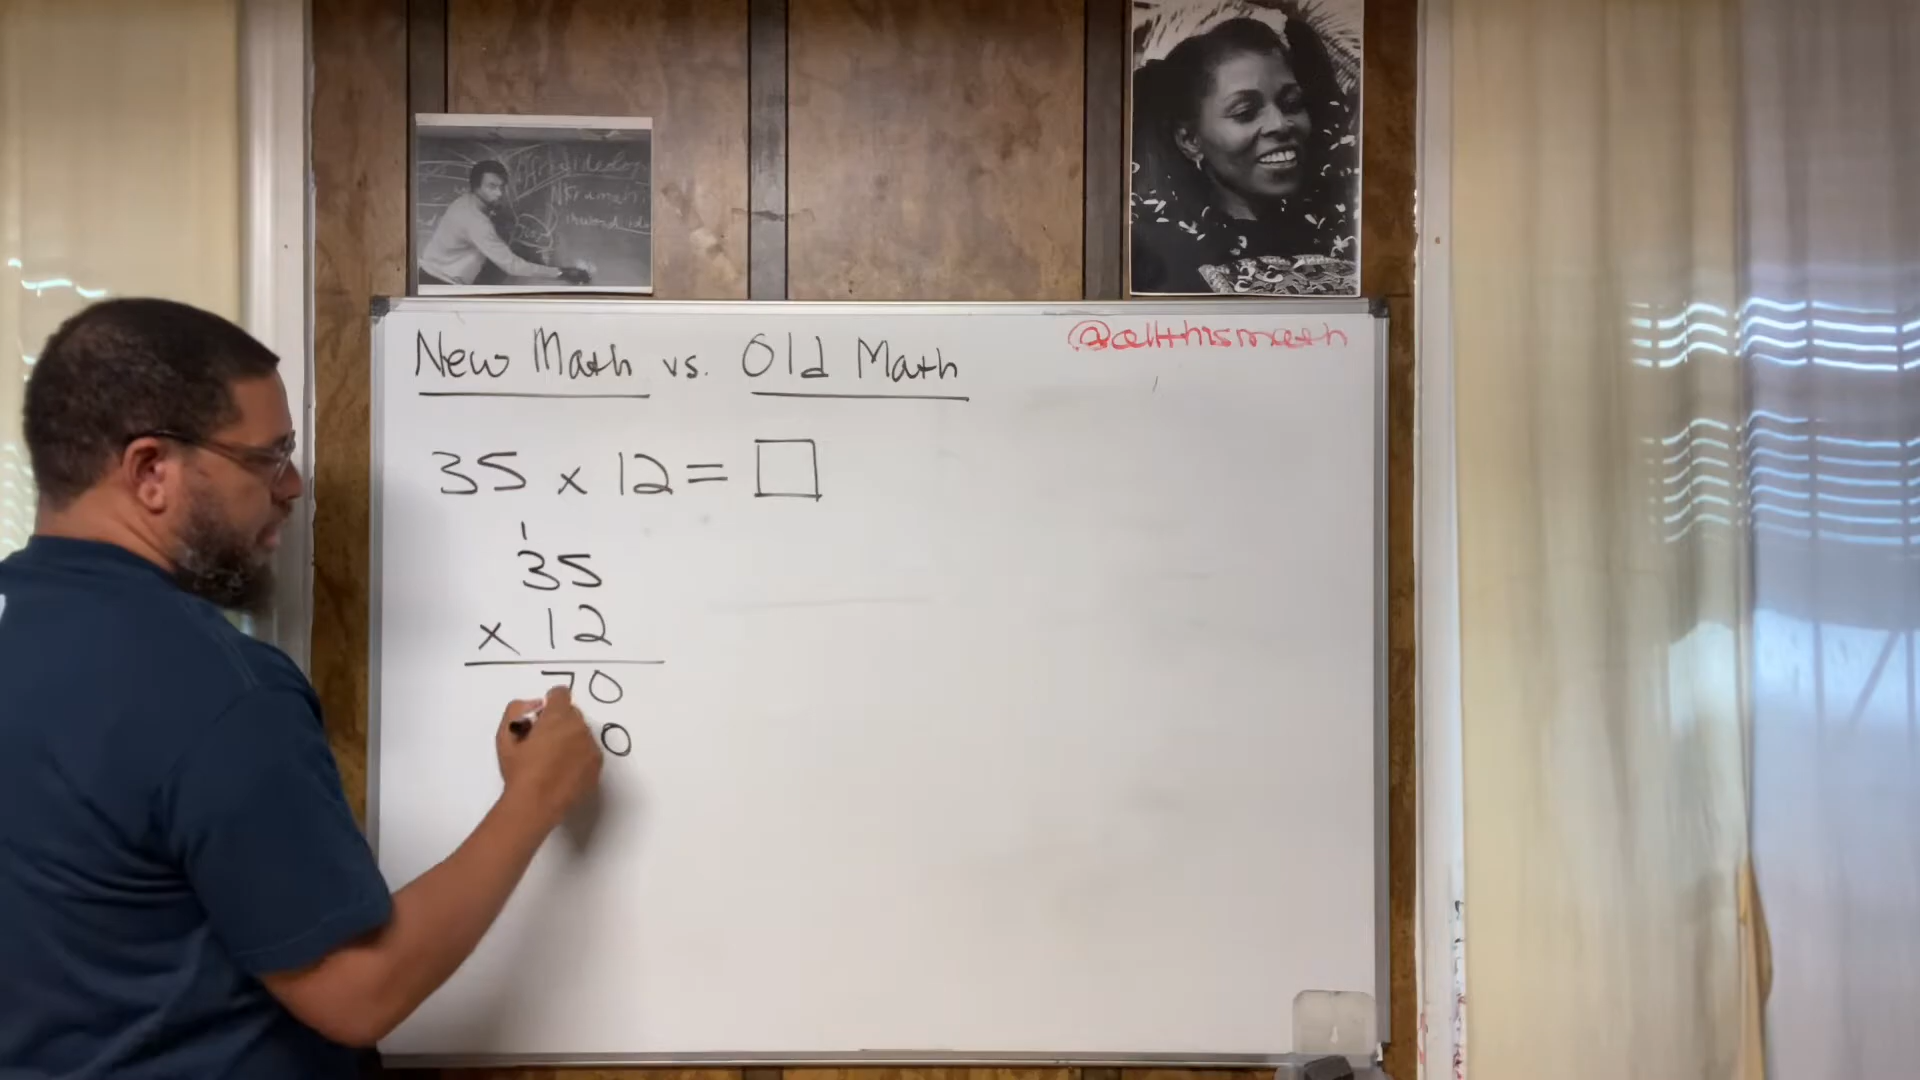 New Math vs. Old Math
@allthismath
35 x 12 = □
1
35
x 12
70
0